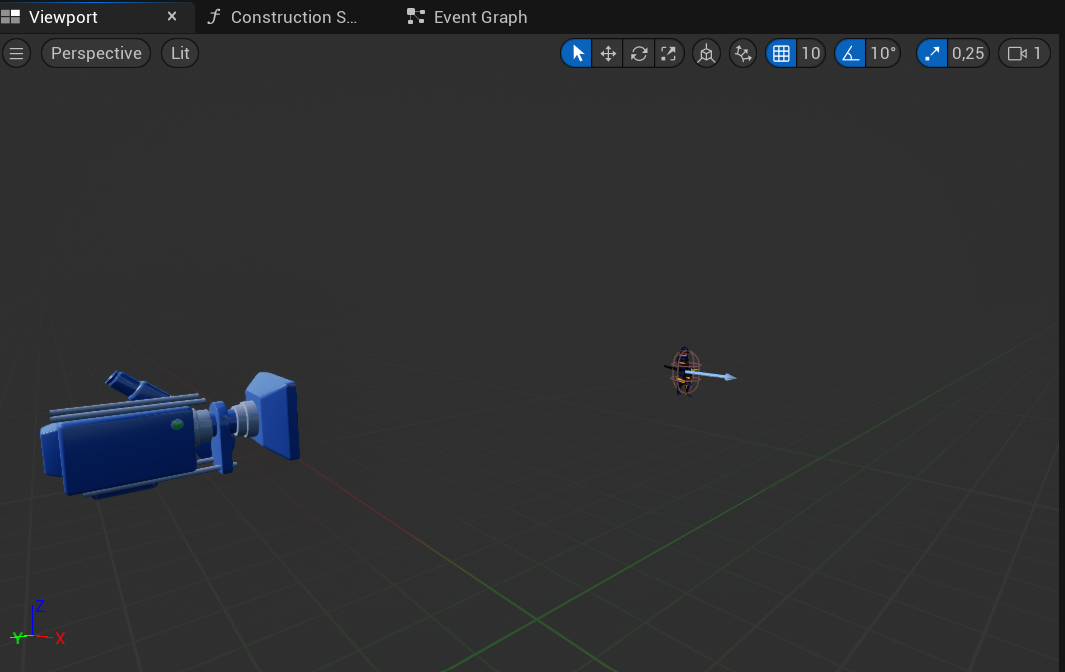 Viewport
Construction S...
Event Graph
Perspective
Lit
10
10°
0,25
1
Z
Y
X